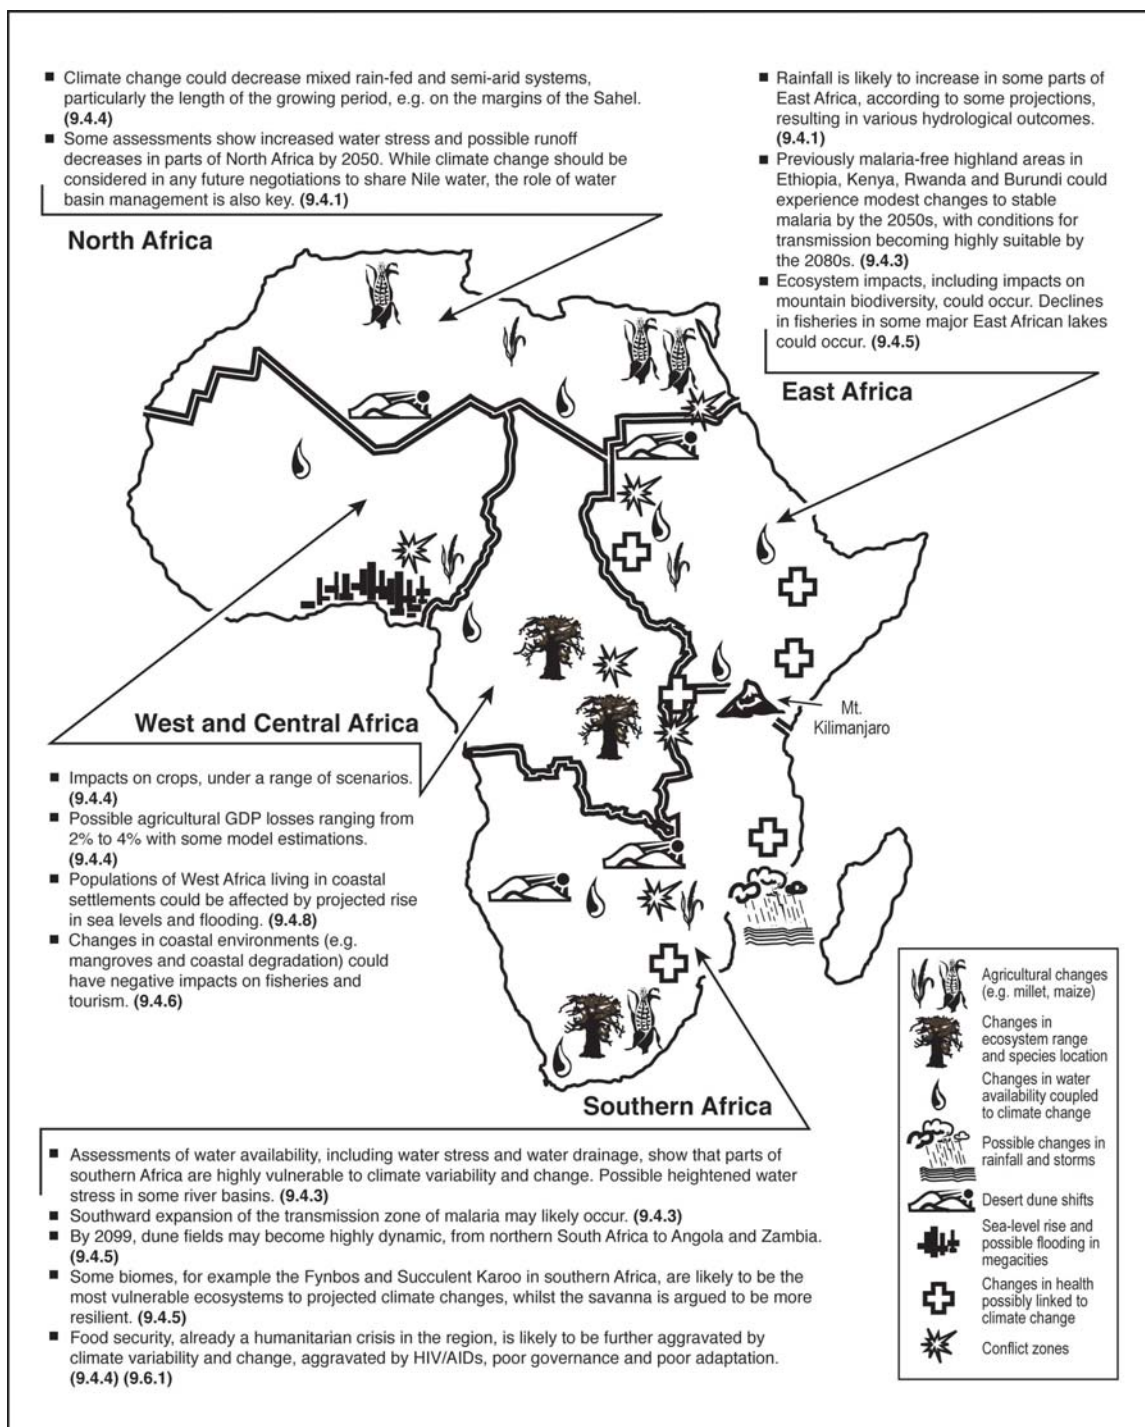 ■ Climate change could decrease mixed rain-fed and semi-arid systems,
particularly the length of the growing period, e.g. on the margins of the Sahel.
(9.4.4)
■ Some assessments show increased water stress and possible runoff
decreases in parts of North Africa by 2050. While climate change should be
considered in any future negotiations to share Nile water, the role of water
basin management is also key. (9.4.1)
North Africa
■ Rainfall is likely to increase in some parts of
East Africa, according to some projections,
resulting in various hydrological outcomes.
(9.4.1)
■ Previously malaria-free highland areas in
Ethiopia, Kenya, Rwanda and Burundi could
experience modest changes to stable
malaria by the 2050s, with conditions for
transmission becoming highly suitable by
the 2080s. (9.4.3)
■ Ecosystem impacts, including impacts on
mountain biodiversity, could occur. Declines
in fisheries in some major East African lakes
could occur. (9.4.5)
East Africa
Mt.
Kilimanjaro
West and Central Africa
■ Impacts on crops, under a range of scenarios.
(9.4.4)
■ Possible agricultural GDP losses ranging from
2% to 4% with some model estimations.
(9.4.4)
■ Populations of West Africa living in coastal
settlements could be affected by projected rise
in sea levels and flooding. (9.4.8)
■ Changes in coastal environments (e.g.
mangroves and coastal degradation) could
have negative impacts on fisheries and
tourism. (9.4.6)
Agricultural changes
(e.g. millet, maize)
Changes in
ecosystem range
and species location
Changes in water
availability coupled
to climate change
Possible changes in
rainfall and storms
Desert dune shifts
Sea-level rise and
possible flooding in
megacities
Changes in health
possibly linked to
climate change
Conflict zones
Southern Africa
■ Assessments of water availability, including water stress and water drainage, show that parts of
southern Africa are highly vulnerable to climate variability and change. Possible heightened water
stress in some river basins. (9.4.3)
■ Southward expansion of the transmission zone of malaria may likely occur. (9.4.3)
■ By 2099, dune fields may become highly dynamic, from northern South Africa to Angola and Zambia.
(9.4.5)
■ Some biomes, for example the Fynbos and Succulent Karoo in southern Africa, are likely to be the
most vulnerable ecosystems to projected climate changes, whilst the savanna is argued to be more
resilient. (9.4.5)
■ Food security, already a humanitarian crisis in the region, is likely to be further aggravated by
climate variability and change, aggravated by HIV/AIDs, poor governance and poor adaptation.
(9.4.4) (9.6.1)